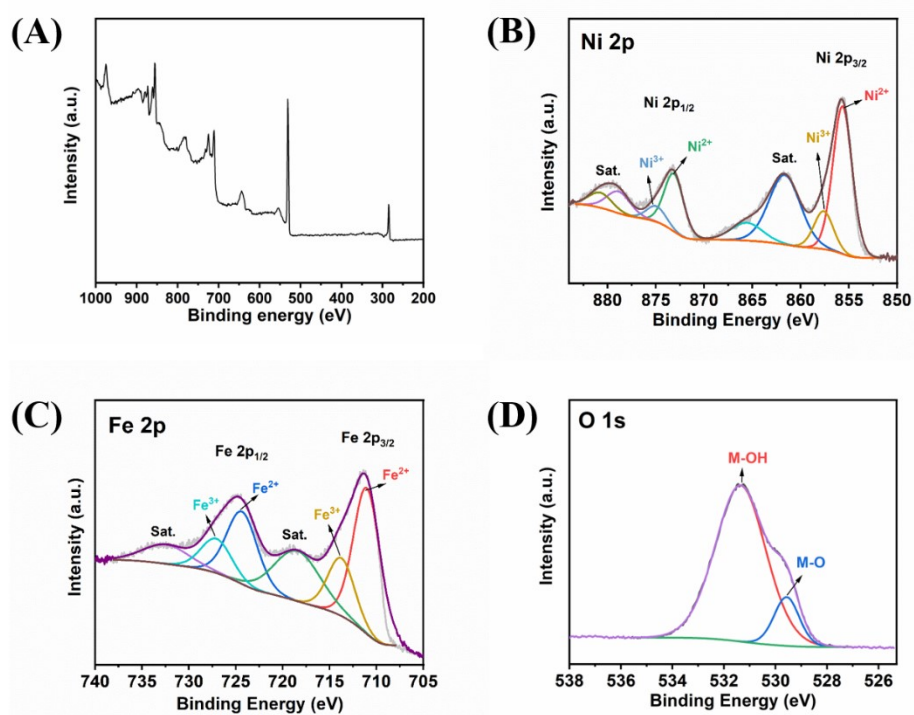 (A)
Intensity (a.u.)
1000 900 800 700 600 500 400 300 200
Binding energy (eV)
(B)
Ni 2p
Ni 2p3/2
Ni 2p1/2
Ni2+
Ni3+
Ni2+
Ni3+
Sat.
Sat.
Intensity (a.u.)
880 875 870 865 860 855 850
Binding Energy (eV)
(C)
Fe 2p
Fe 2p3/2
Fe 2p1/2
Fe2+
Fe3+
Fe2+
Fe3+
Sat.
Sat.
Intensity (a.u.)
740 735 730 725 720 715 710 705
Binding Energy (eV)
(D)
O 1s
M-OH
M-O
Intensity (a.u.)
538 536 534 532 530 528 526
Binding Energy (eV)